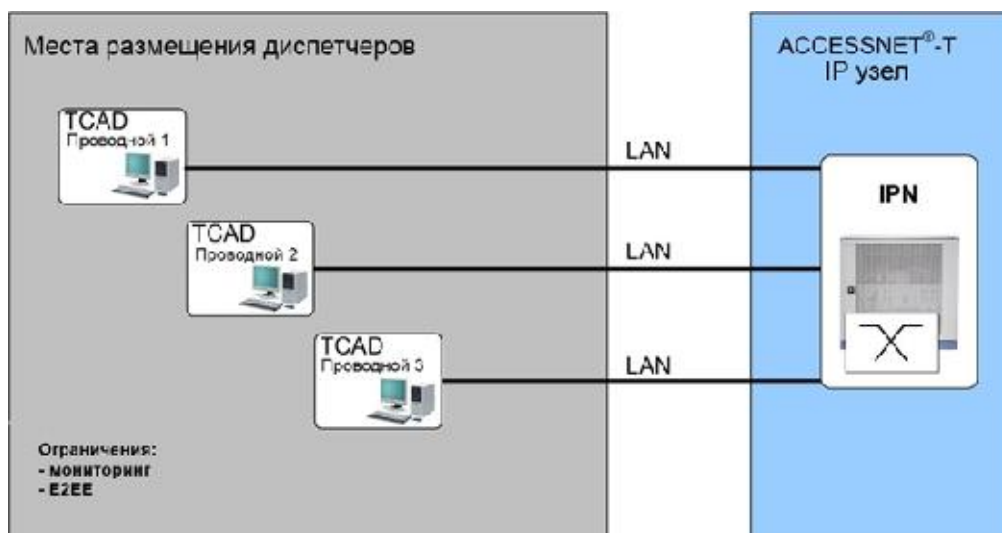 Места размещения диспетчеров
ACCESSNET®-T
IP узел
TCAD
Проводной 1
LAN
IPN
TCAD
Проводной 2
LAN
TCAD
Проводной 3
LAN
Ограничения:
- мониторинг
- E2EE